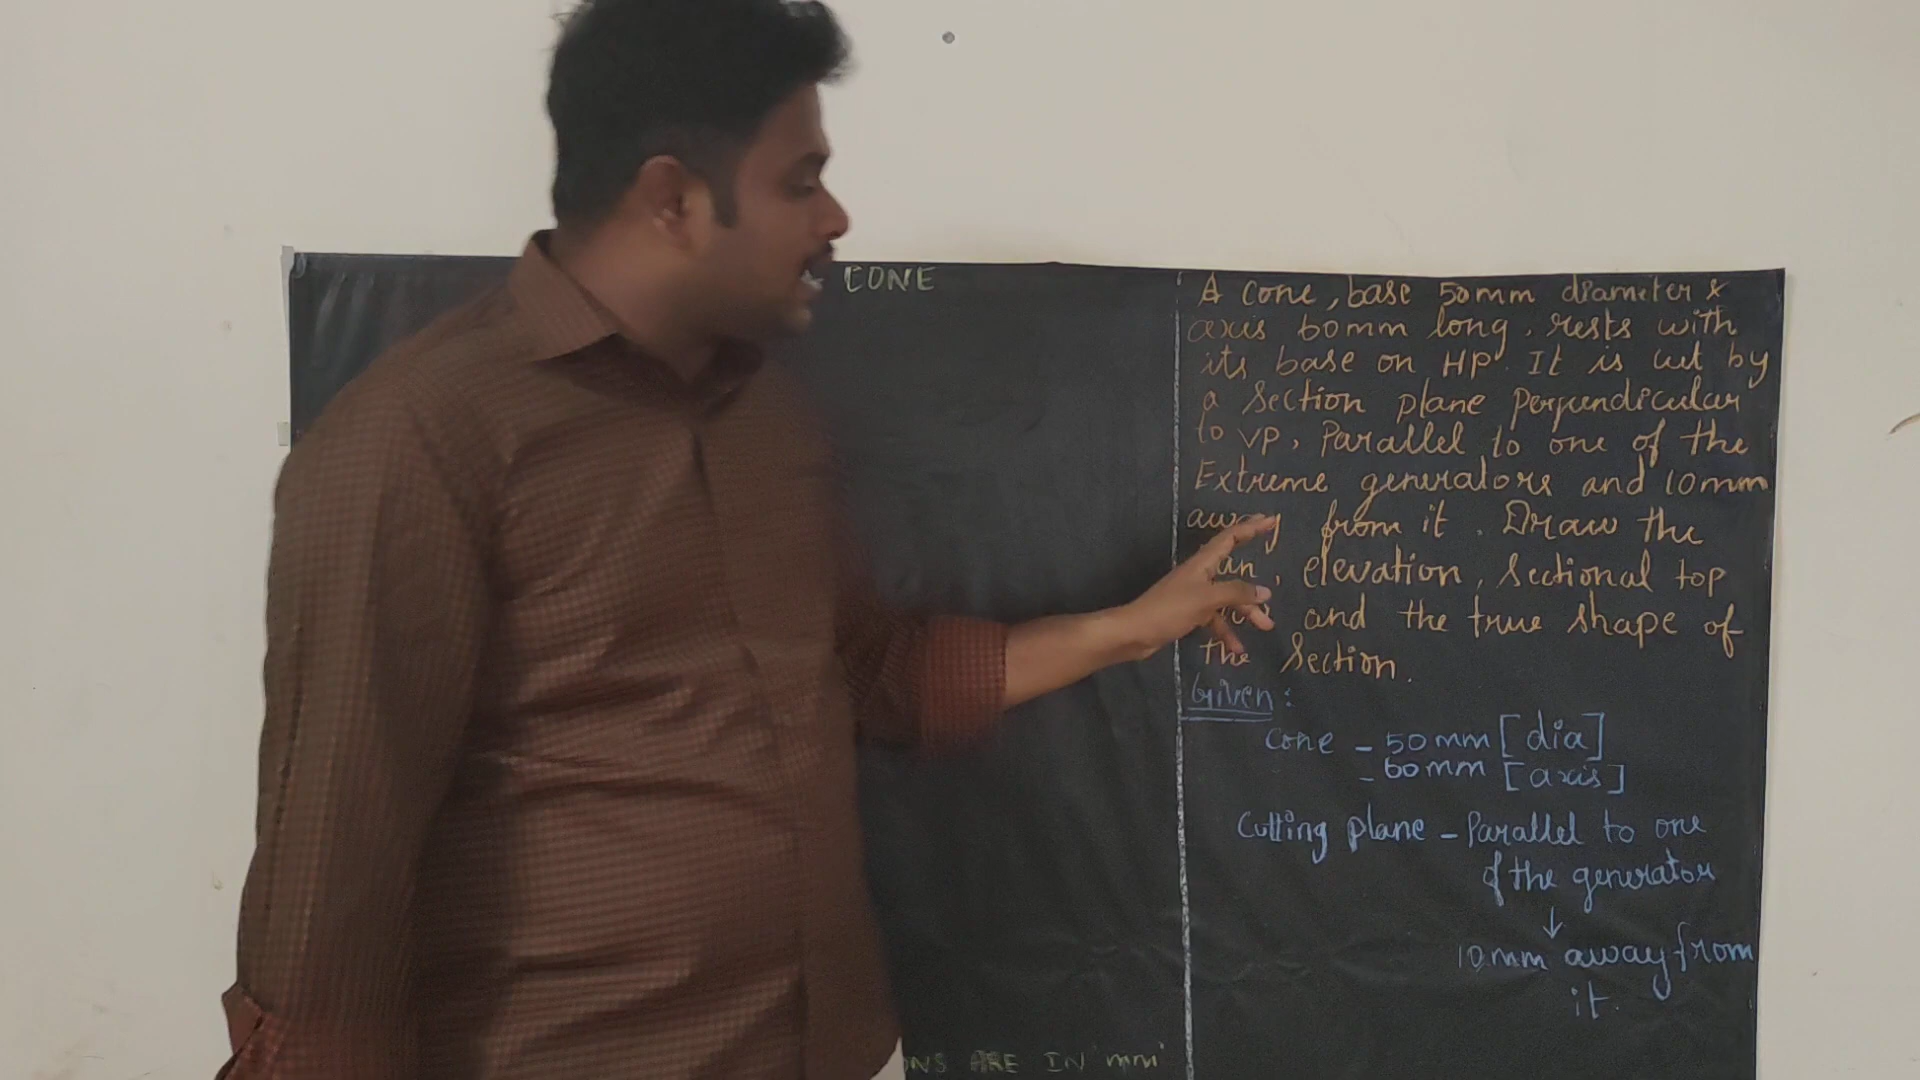 CONE
A cone, base 50mm diameter &
axis 60mm long, rests with
its base on HP. It is cut by
a Section plane perpendicular
to VP, Parallel to one of the
Extreme generators and 10mm
away from it. Draw the
elevation, Sectional top
and the true shape of
the Section.
Given:
Cone - 50mm [dia]
- 60mm [axis]
Cutting plane - Parallel to one
of the generator
↓
10mm away from
it.
ONS ARE IN 'mm'